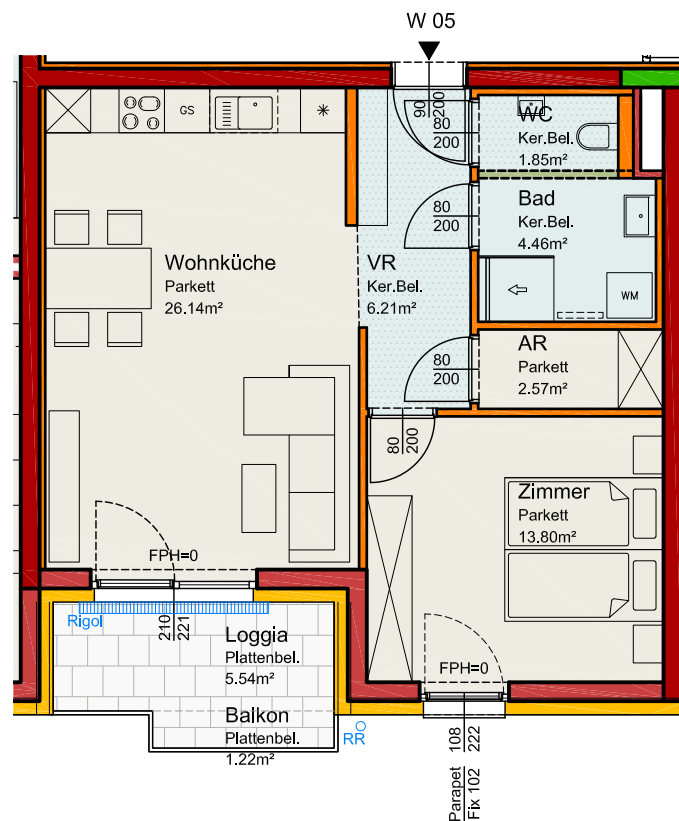 W 05
90
200
GS
80
200
WC
Ker.Bel.
1.85m²
80
200
Bad
Ker.Bel.
4.46m²
WM
Wohnküche
Parkett
26.14m²
VR
Ker.Bel.
6.21m²
80
200
AR
Parkett
2.57m²
80
200
Zimmer
Parkett
13.80m²
FPH=0
FPH=0
Rigol
210
221
Loggia
Plattenbel.
5.54m²
Balkon
Plattenbel.
1.22m²
RR
Parapet
Fix 102
108
222